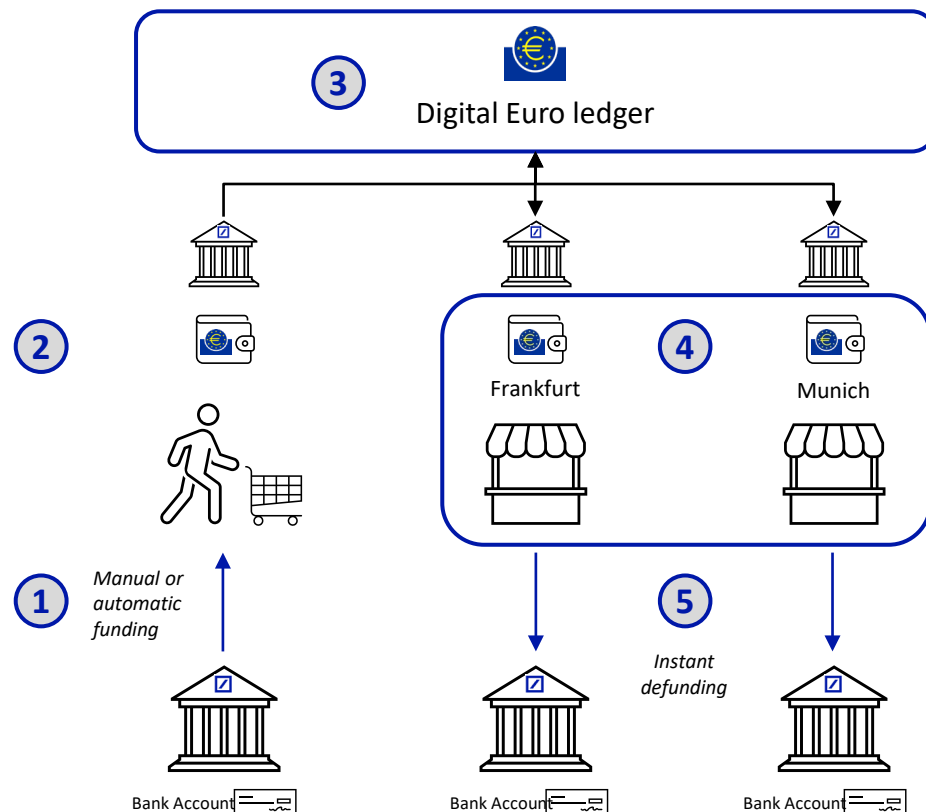 3
Digital Euro ledger
2
4
Frankfurt
Munich
1
Manual or
automatic
funding
5
Instant
defunding
Bank Account
Bank Account
Bank Account